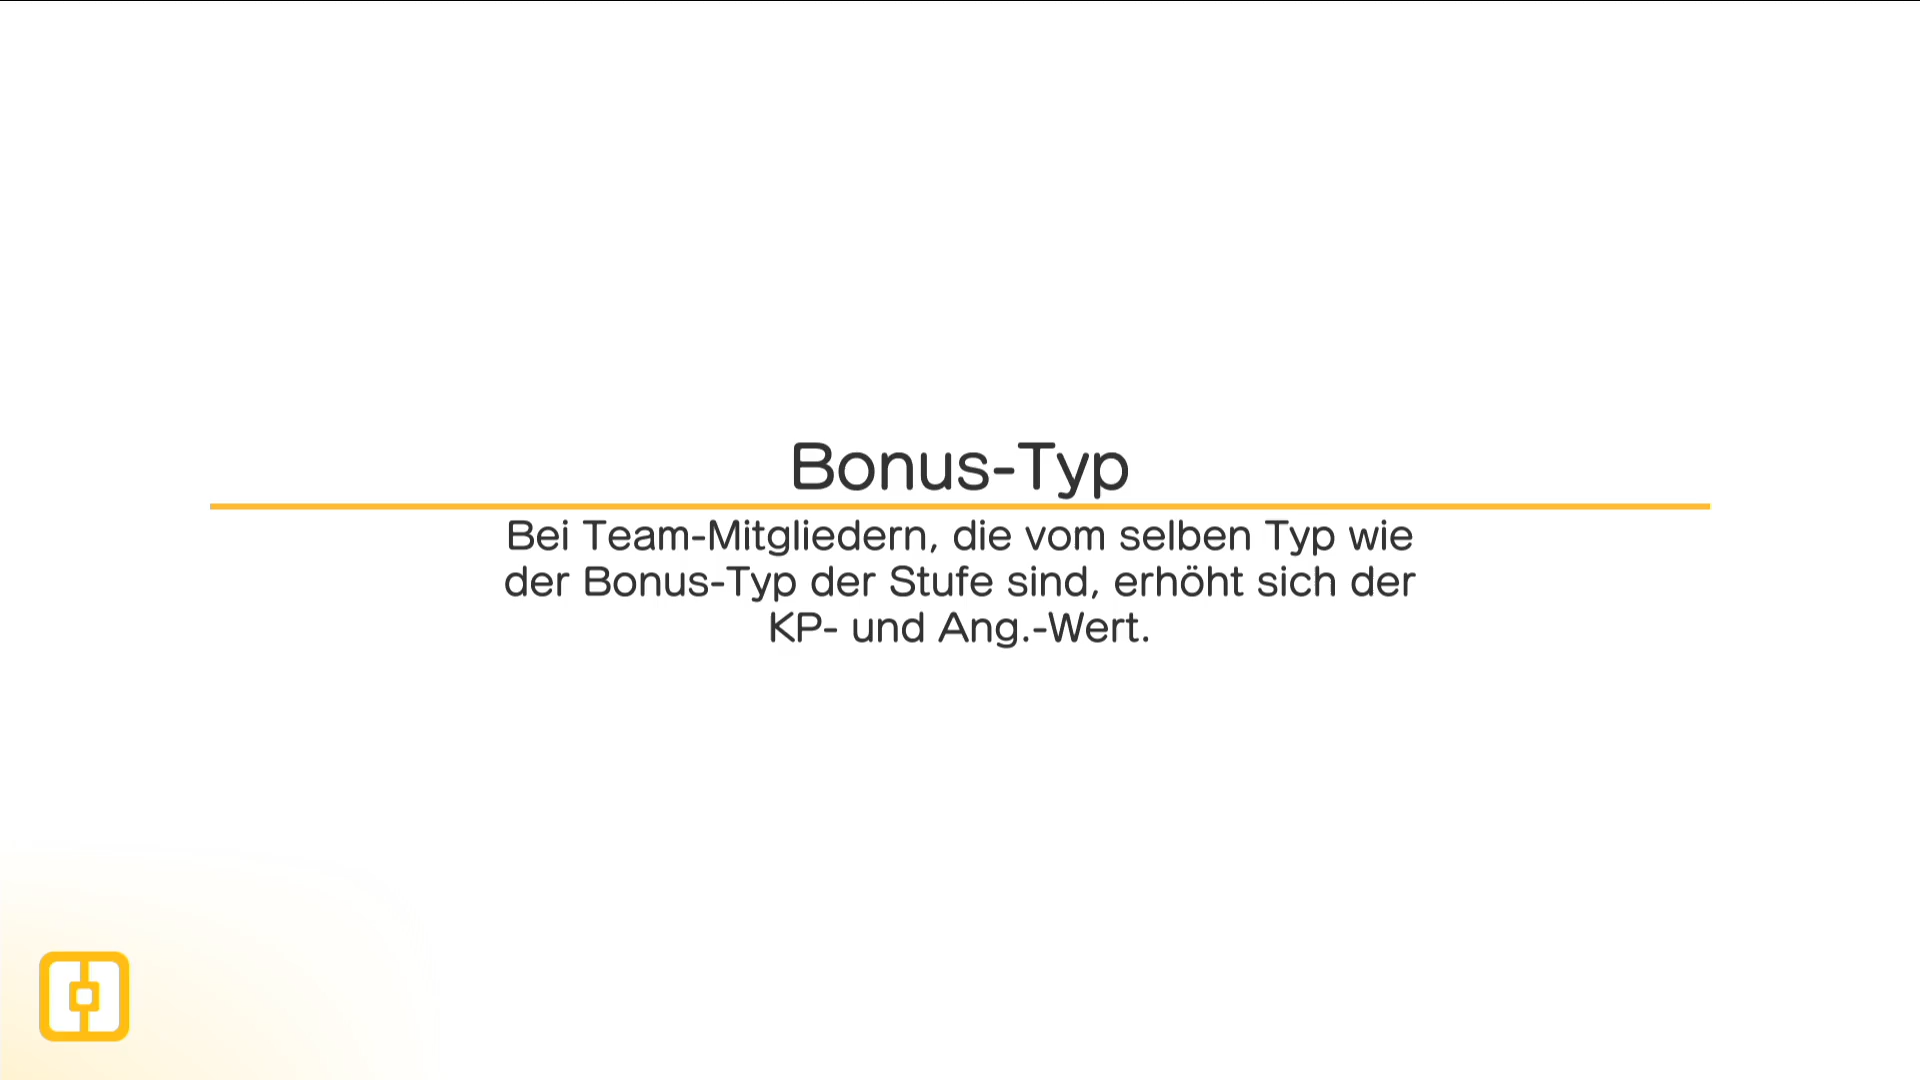 Bonus-Typ
Bei Team-Mitgliedern, die vom selben Typ wie
der Bonus-Typ der Stufe sind, erhöht sich der
KP- und Ang.-Wert.